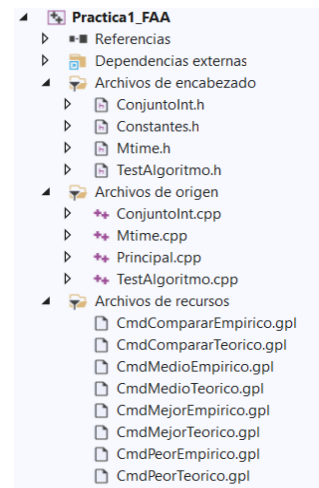 Practica1_FAA
Referencias
Dependencias externas
Archivos de encabezado
ConjuntoInt.h
Constantes.h
Mtime.h
TestAlgoritmo.h
Archivos de origen
ConjuntoInt.cpp
Mtime.cpp
Principal.cpp
TestAlgoritmo.cpp
Archivos de recursos
CmdCompararEmpirico.gpl
CmdCompararTeorico.gpl
CmdMedioEmpirico.gpl
CmdMedioTeorico.gpl
CmdMejorEmpirico.gpl
CmdMejorTeorico.gpl
CmdPeorEmpirico.gpl
CmdPeorTeorico.gpl